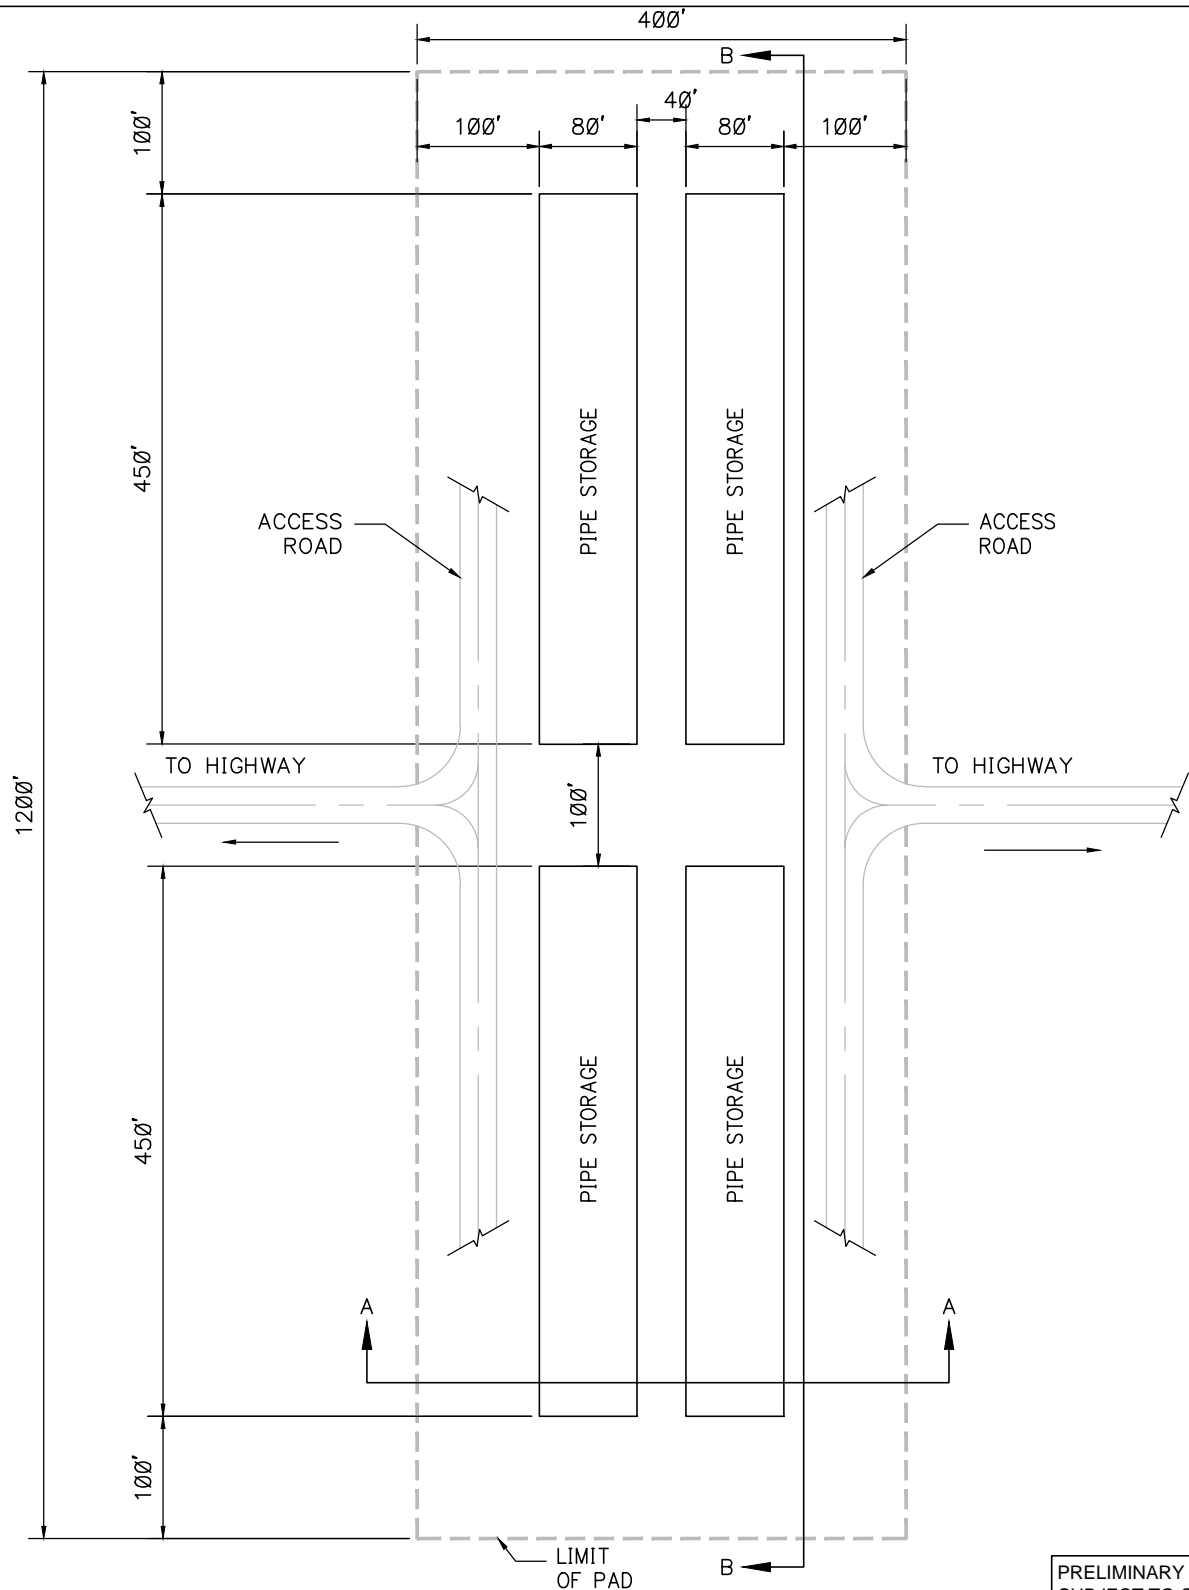 400'
B
100'
40'
100'
80'
80'
100'
450'
PIPE STORAGE
PIPE STORAGE
ACCESS
ROAD
ACCESS
ROAD
TO HIGHWAY
TO HIGHWAY
1200'
100'
450'
PIPE STORAGE
PIPE STORAGE
A
A
100'
LIMIT
OF PAD
B
PRELIMINARY